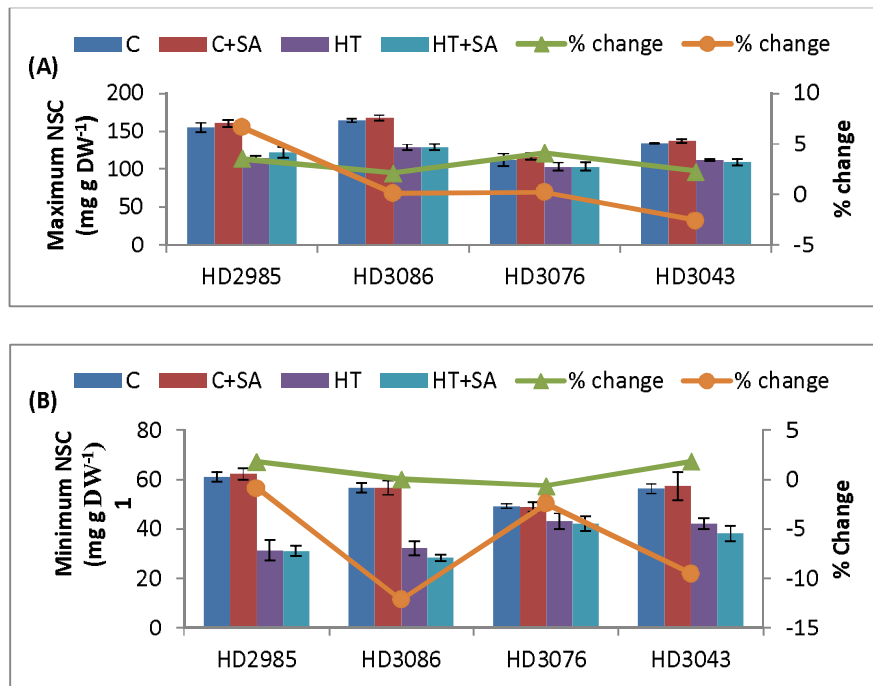 C C+SA HT HT+SA % change % change
(A)
Maximum NSC
(mg g DW-1)
200
150
100
50
0
10
5
0
-5
% change
HD2985 HD3086 HD3076 HD3043
C C+SA HT HT+SA % change % change
(B)
Minimum NSC
(mg g DW-1)
1
80
60
40
20
0
5
0
-5
-10
-15
% Change
HD2985 HD3086 HD3076 HD3043